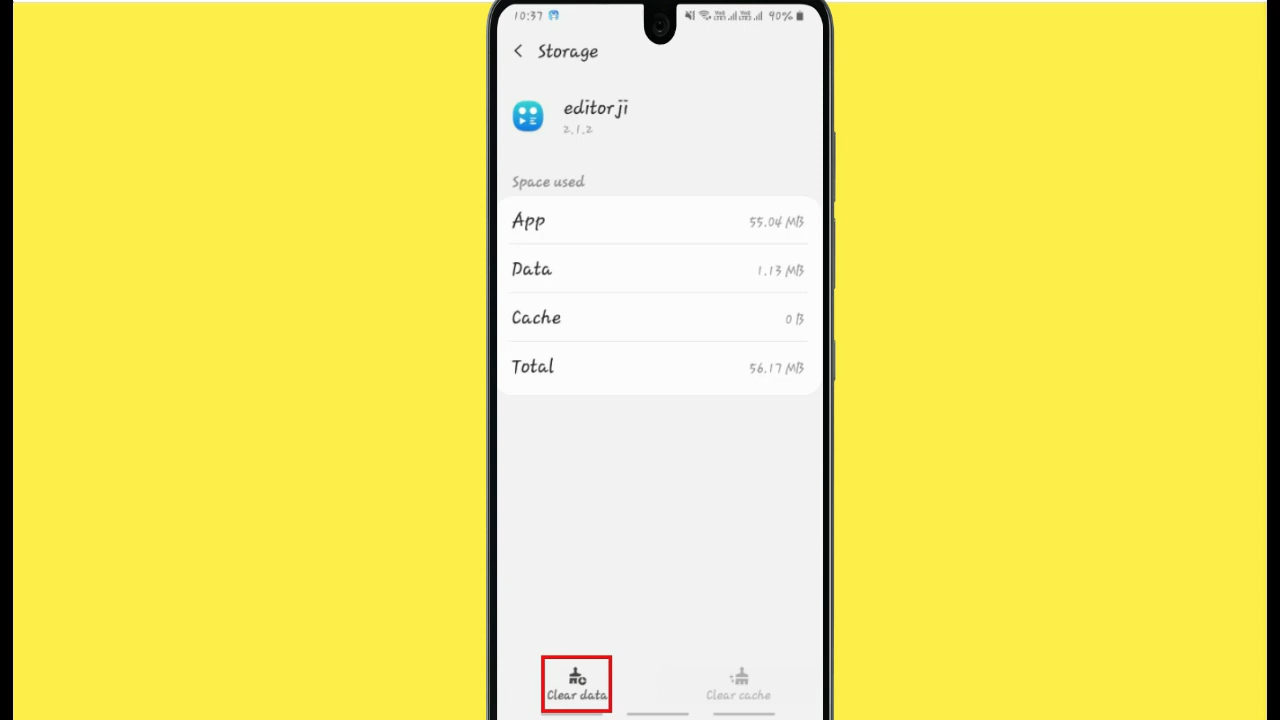 10:37
90%
Storage
editorji
2.1.2
Space used
App 55.04 MB
Data 1.13 MB
Cache 0 B
Total 56.17 MB
Clear data Clear cache